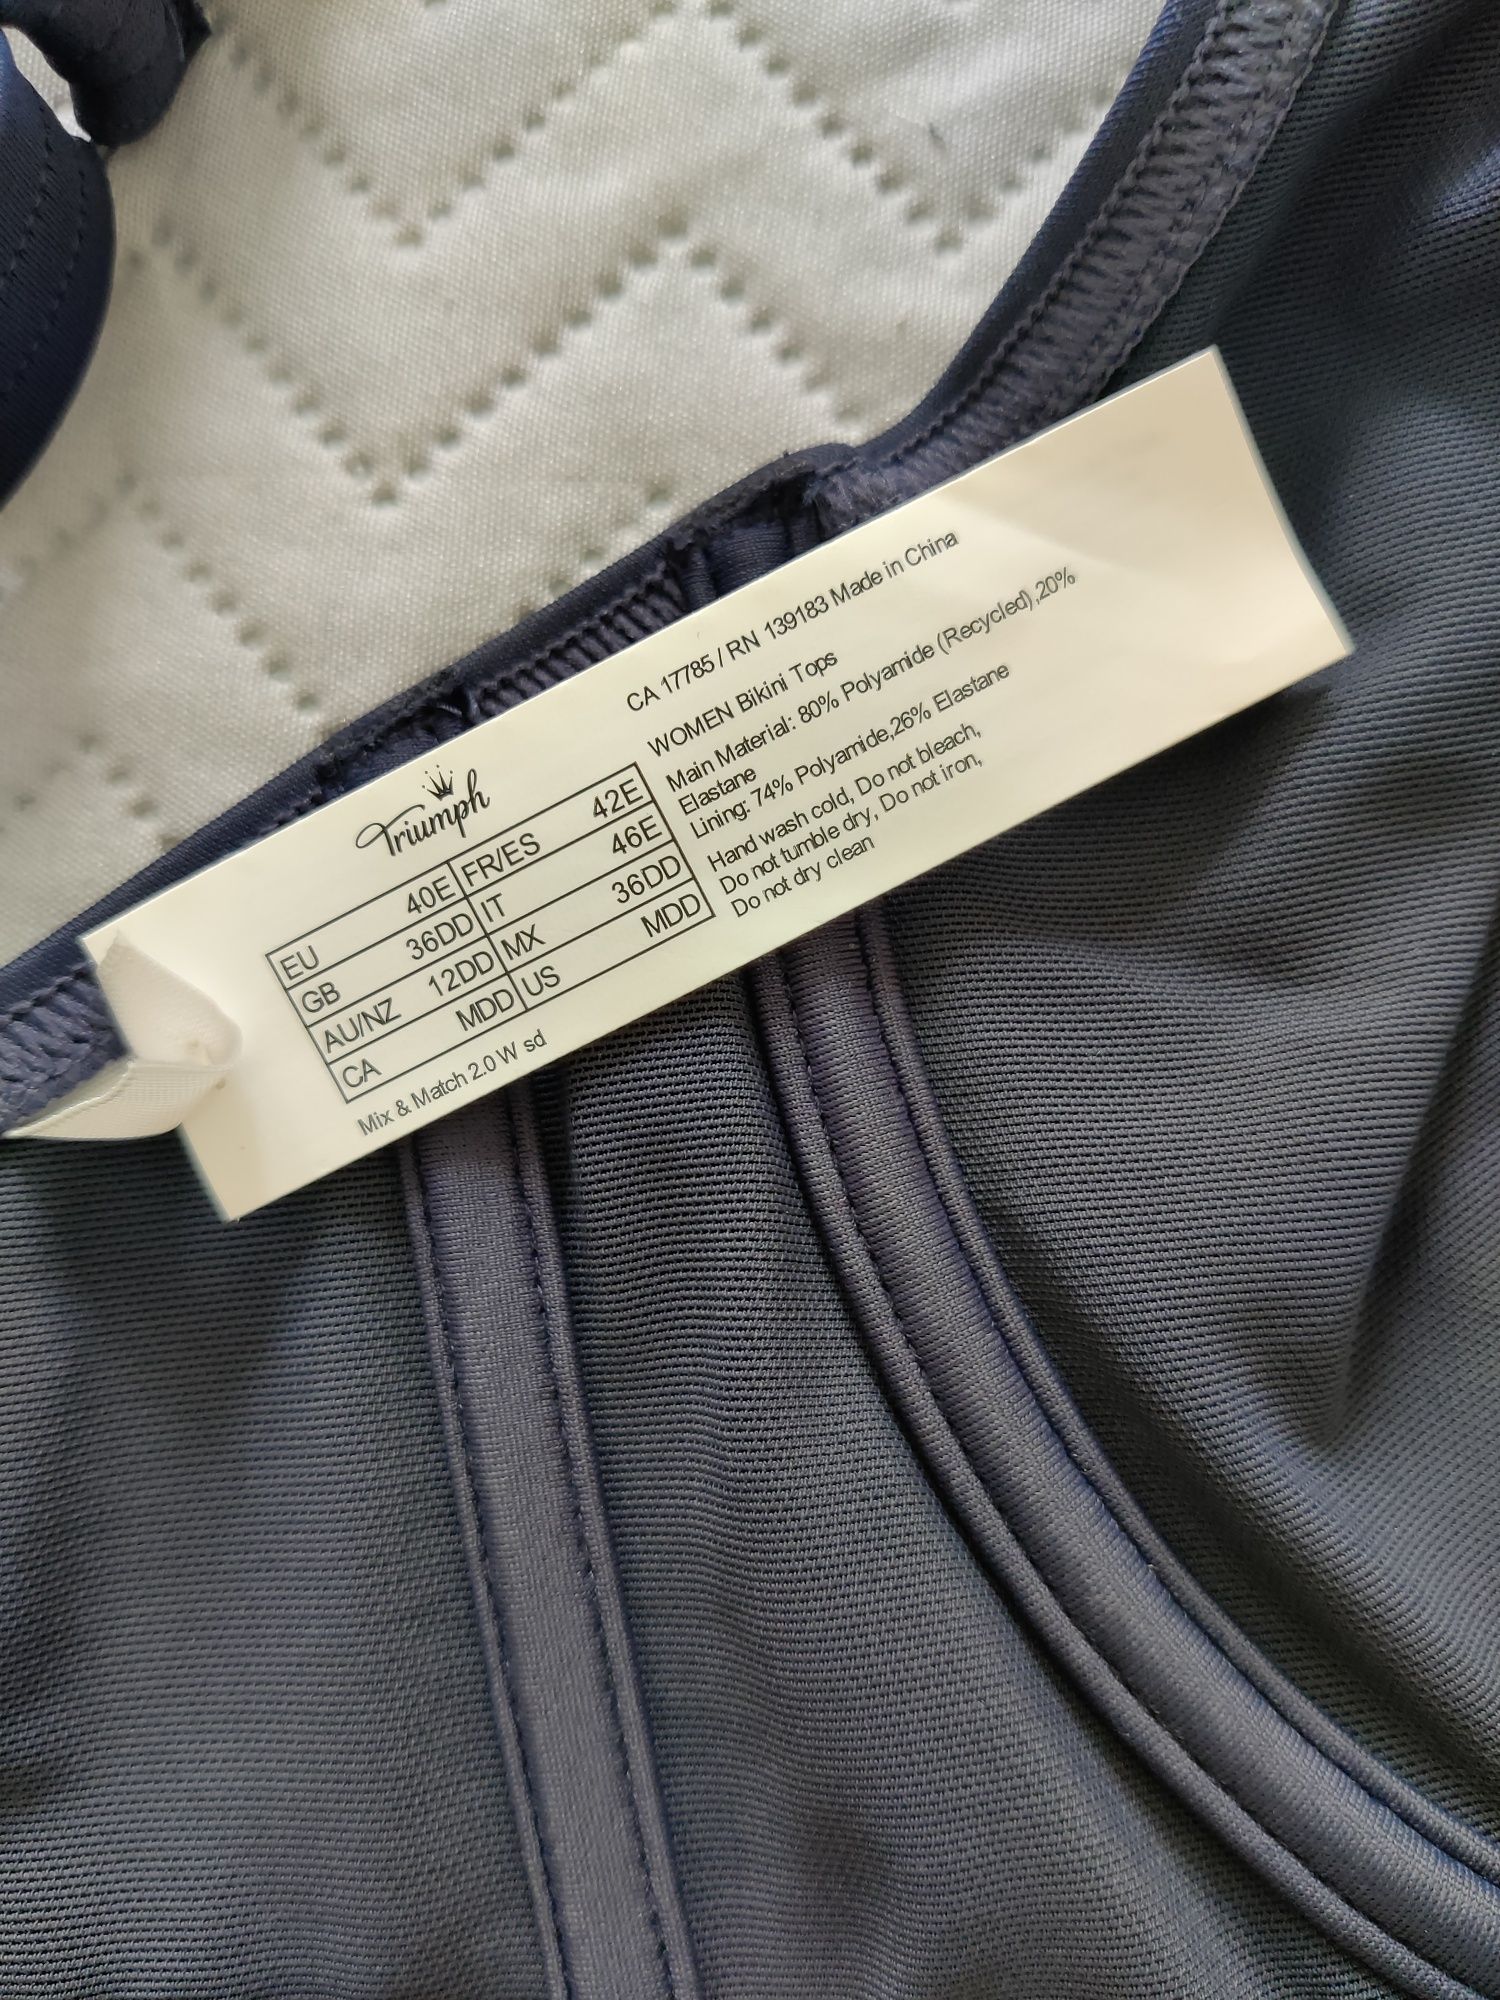 Triumph
EU 40E FR/ES 42E
GB 36DD IT 46E
AU/NZ 12DD MX 36DD
CA MDD US MDD
Mix & Match 2.0 W sd
CA 17785 / RN 139183 Made in China
WOMEN Bikini Tops
Main Material: 80% Polyamide (Recycled),20%
Elastane
Lining: 74% Polyamide,26% Elastane
Hand wash cold, Do not bleach,
Do not tumble dry, Do not iron,
Do not dry clean